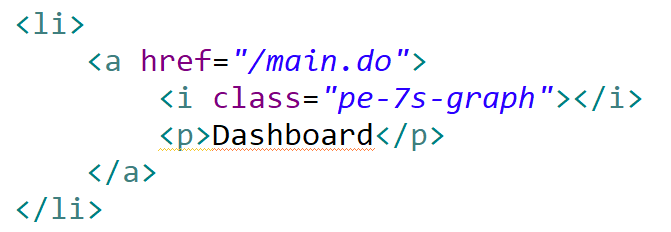 <li>
<a href="/main.do">
<i class="pe-7s-graph"></i>
<p>Dashboard</p>
</a>
</li>